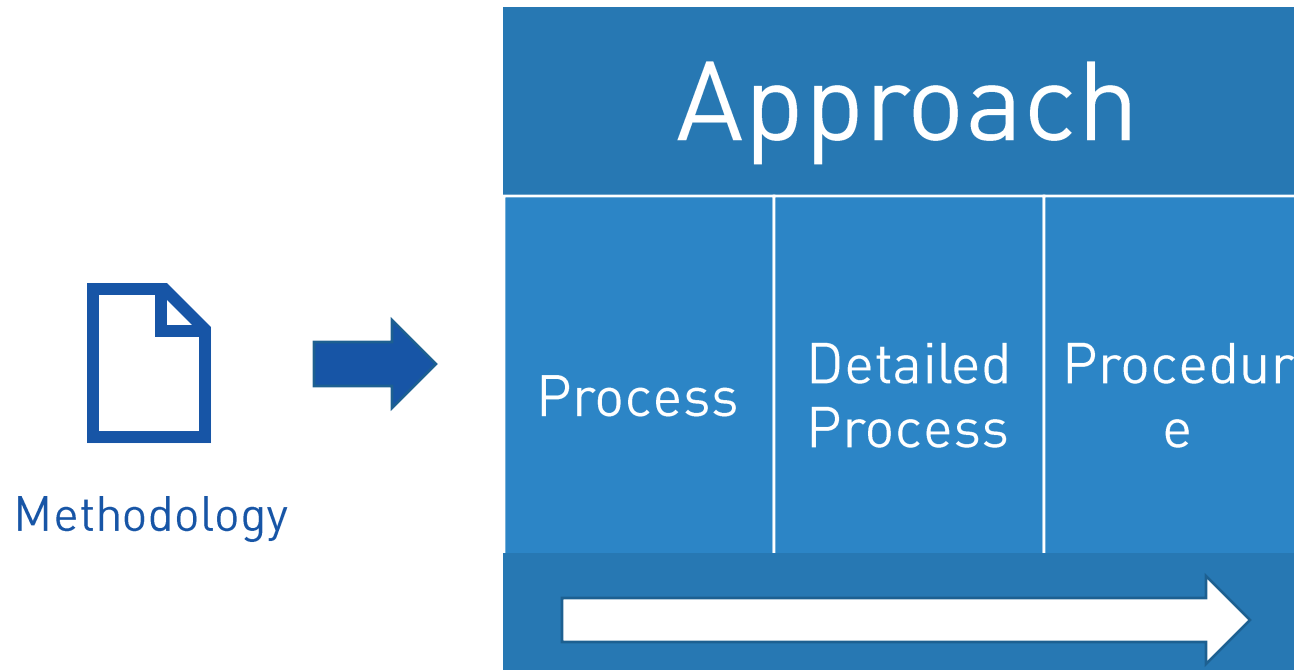 Approach
Process
Detailed
Process
Procedur
e
Methodology